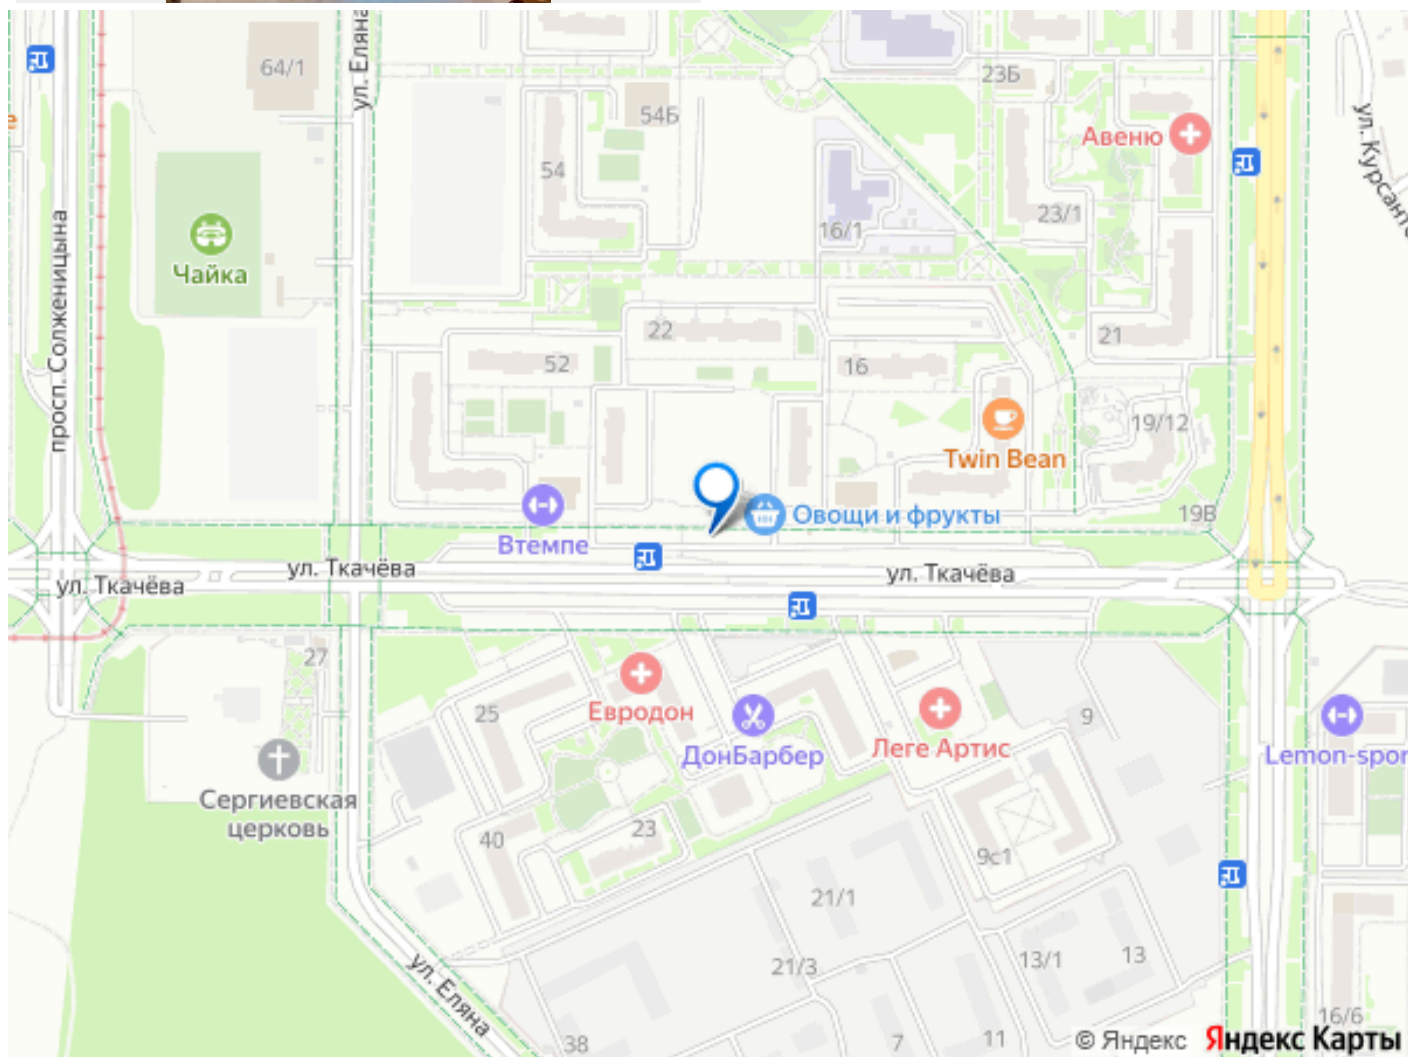 64/1
ул. Еляна
54Б
54
23Б
Авеню
ул. Курсанто
16/1
23/1
просп. Солженицына
Чайка
22
21
52
16
19/12
Twin Bean
Овощи и фрукты
19В
Втемпе
ул. Ткачёва
ул. Ткачёва
ул. Ткачёва
27
25
Евродон
9
ДонБарбер
Леге Артис
Lemon-spor
Сергиевская
церковь
40
23
9с1
21/1
21/3
13/1
13
ул. Еляна
38
7
11
16/6
© Яндекс Яндекс Карты